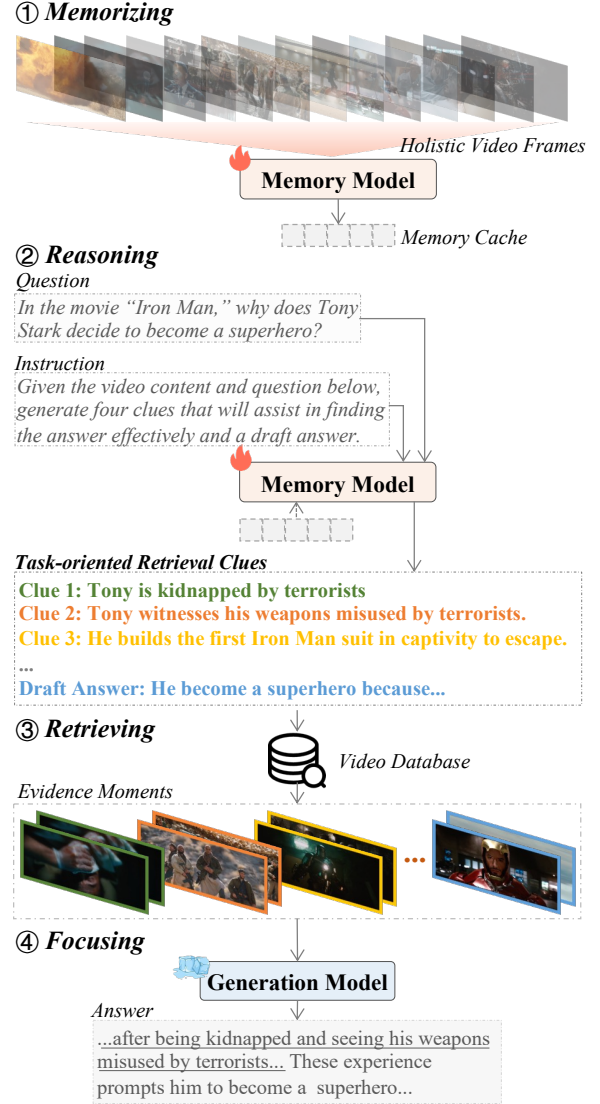 ① Memorizing
Holistic Video Frames
Memory Model
Memory Cache
② Reasoning
Question
In the movie “Iron Man,” why does Tony
Stark decide to become a superhero?
Instruction
Given the video content and question below,
generate four clues that will assist in finding
the answer effectively and a draft answer.
Memory Model
Task-oriented Retrieval Clues
Clue 1: Tony is kidnapped by terrorists
Clue 2: Tony witnesses his weapons misused by terrorists.
Clue 3: He builds the first Iron Man suit in captivity to escape.
...
Draft Answer: He become a superhero because...
③ Retrieving
Video Database
Evidence Moments
...
④ Focusing
Generation Model
Answer
...after being kidnapped and seeing his weapons
misused by terrorists... These experience
prompts him to become a superhero...